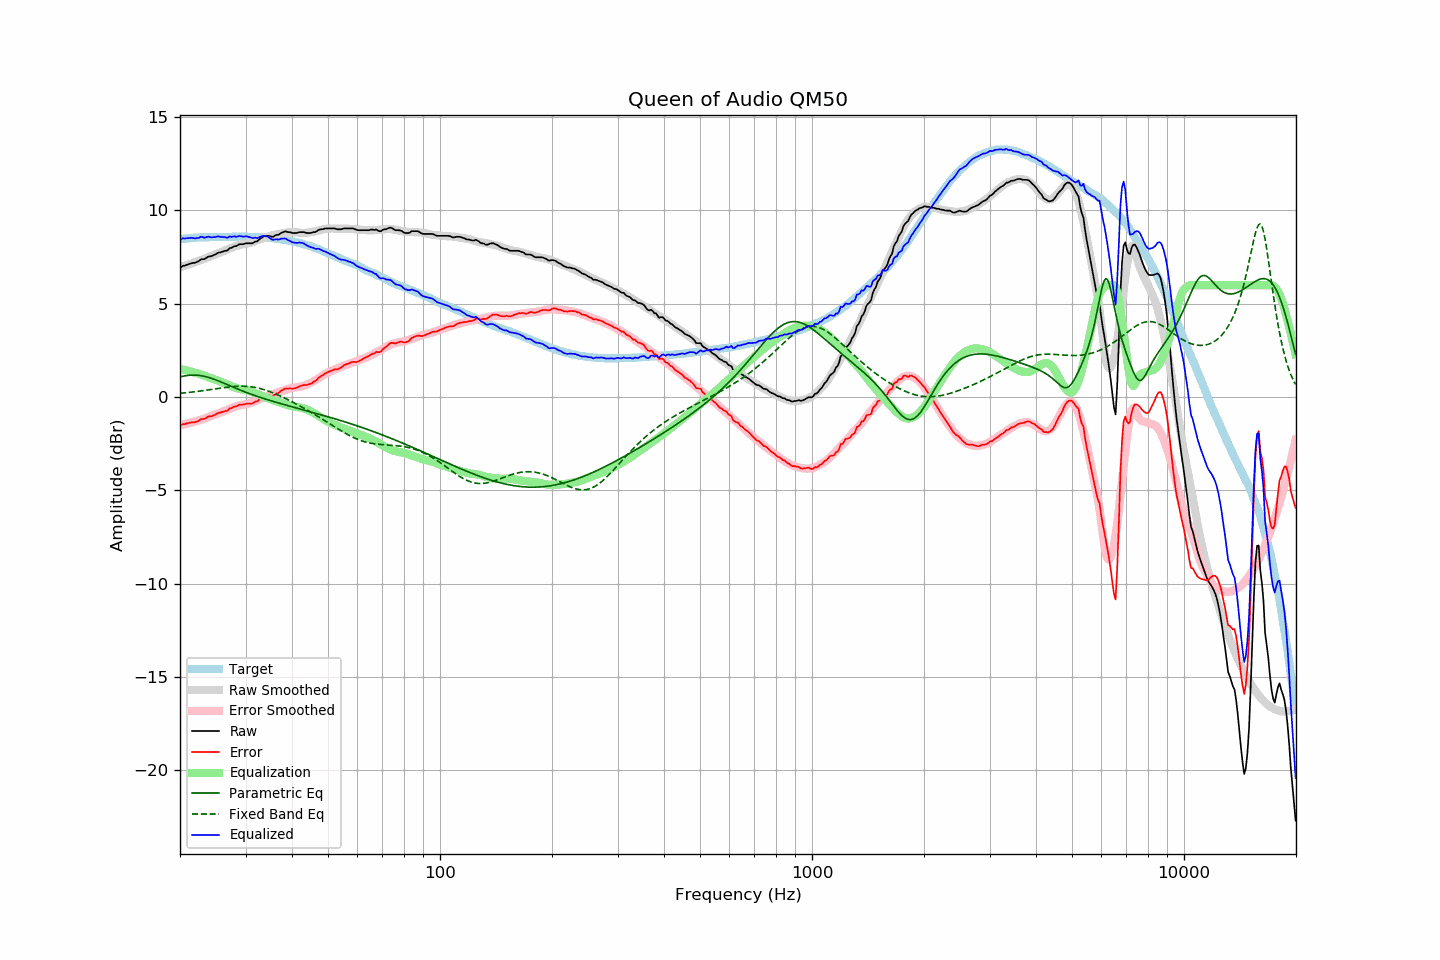 Queen of Audio QM50
15
10
5
0
−5
−10
−15
−20
Amplitude (dBr)
Target
Raw Smoothed
Error Smoothed
Raw
Error
Equalization
Parametric Eq
Fixed Band Eq
Equalized
100
1000
10000
Frequency (Hz)